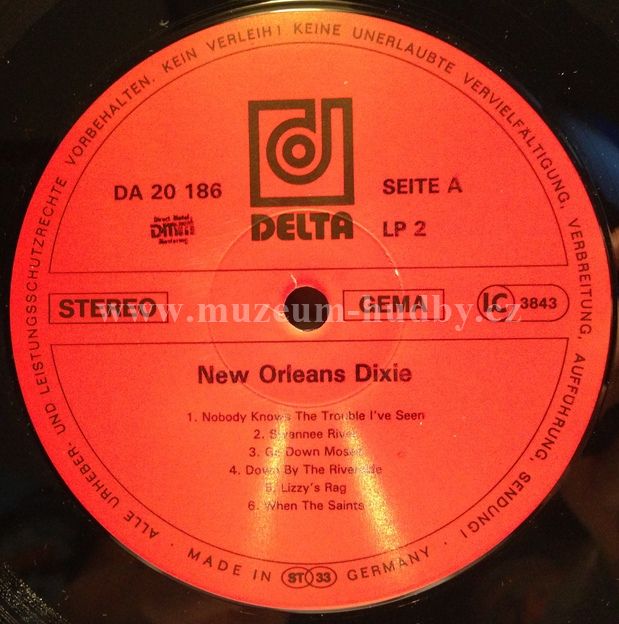 ALLE URHEBER- UND LEISTUNGSSCHUTZRECHTE VORBEHALTEN. KEIN VERLEIH! KEINE UNERLAUBTE VERVIELFÄLTIGUNG, VERBREITUNG, AUFFÜHRUNG, SENDUNG!
DELTA
DA 20 186
SEITE A
Direct Metal
DMM
Mastering
LP 2
STEREO
GEMA
LC 3843
www.muzeum-hudby.cz
New Orleans Dixie
1. Nobody Knows The Trouble I've Seen
2. Swannee River
3. Go Down Moses
4. Down By The Riverside
5. Lizzy's Rag
6. When The Saints
· MADE IN ST 33 GERMANY ·